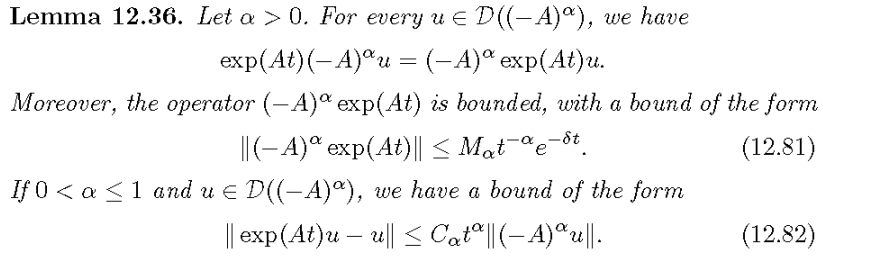 Lemma 12.36. Let α > 0. For every u ∈ 𝒟((−A)^α), we have
exp(At)(−A)^α u = (−A)^α exp(At)u.
Moreover, the operator (−A)^α exp(At) is bounded, with a bound of the form
‖(−A)^α exp(At)‖ ≤ M_α t^{−α} e^{−δt}. (12.81)
If 0 < α ≤ 1 and u ∈ 𝒟((−A)^α), we have a bound of the form
‖ exp(At)u − u‖ ≤ C_α t^α ‖(−A)^α u‖. (12.82)